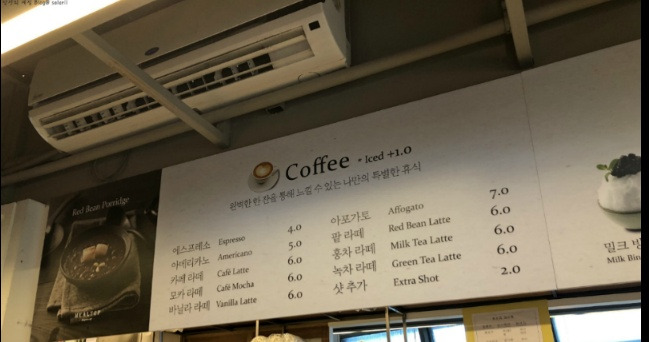 Coffee • Iced +1.0
완벽한 한 잔을 통해 느낄 수 있는 나만의 특별한 휴식
에스프레소 Espresso 4.0
아메리카노 Americano 5.0
카페 라떼 Café Latte 6.0
모카 라떼 Café Mocha 6.0
바닐라 라떼 Vanilla Latte 6.0
아포가토 Affogato 7.0
팥 라떼 Red Bean Latte 6.0
홍차 라떼 Milk Tea Latte 6.0
녹차 라떼 Green Tea Latte 6.0
샷 추가 Extra Shot 2.0
Red Bean Porridge
MEALTOP
밀크
Milk